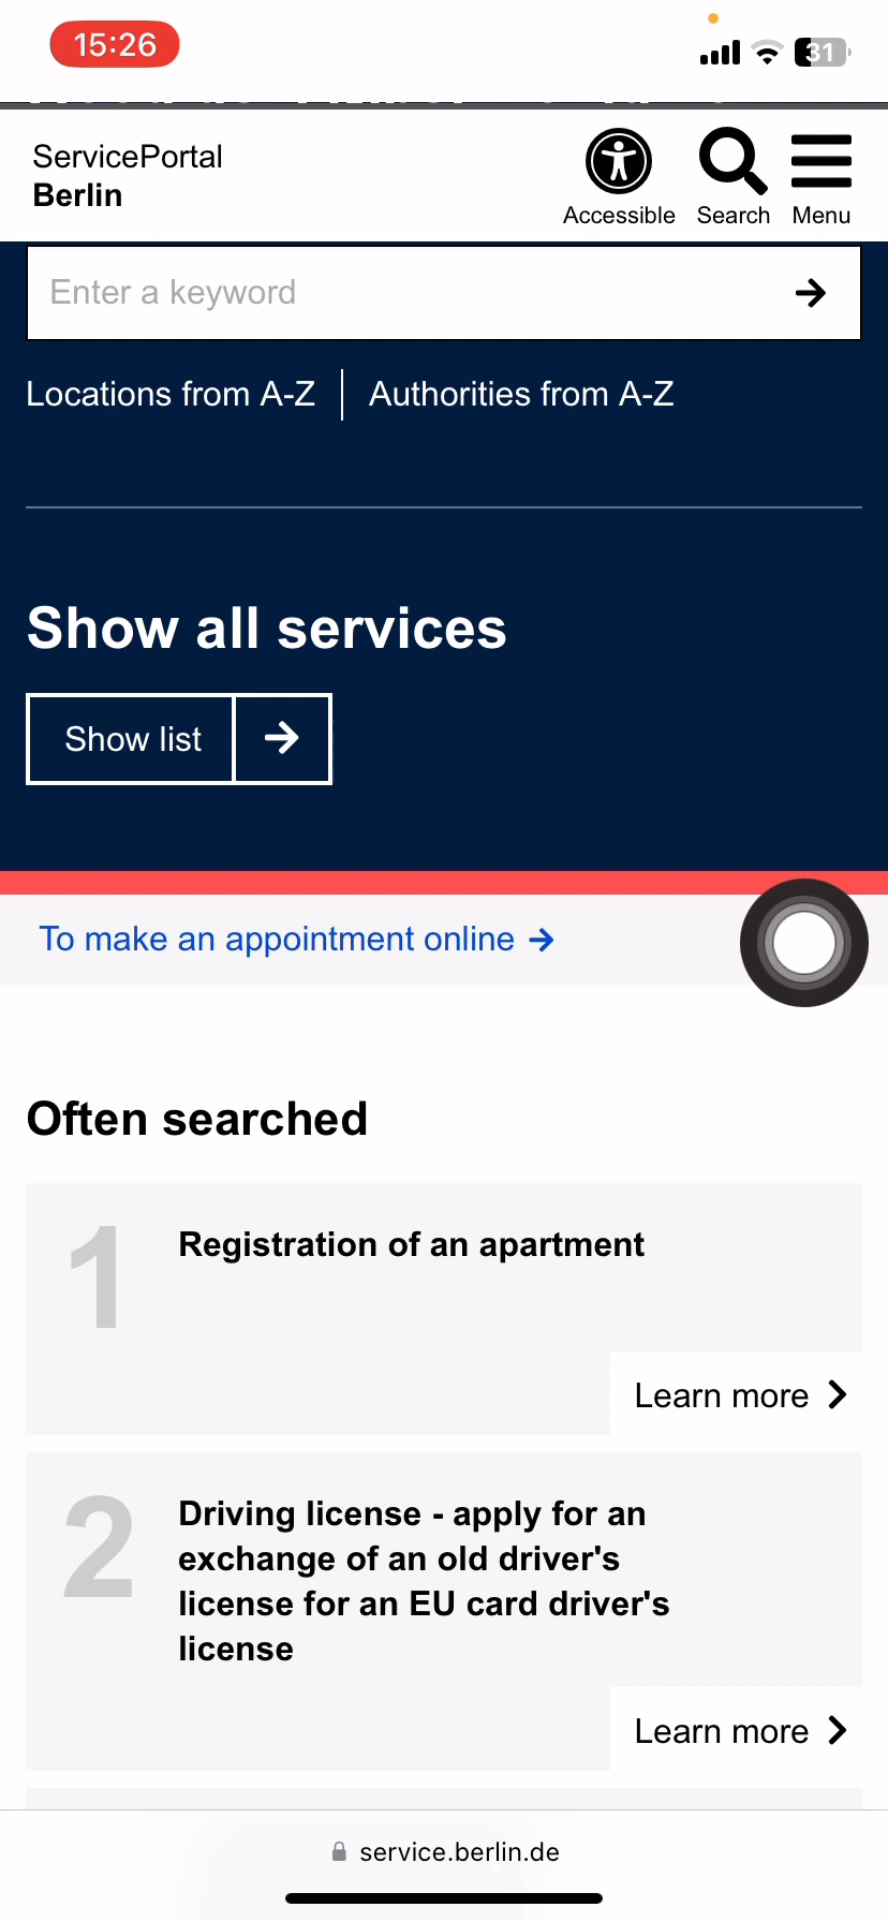 15:26
31
ServicePortal
Berlin
Accessible
Search
Menu
Enter a keyword
Locations from A-Z
Authorities from A-Z
Show all services
Show list
To make an appointment online
Often searched
1
Registration of an apartment
Learn more
2
Driving license - apply for an
exchange of an old driver's
license for an EU card driver's
license
Learn more
service.berlin.de